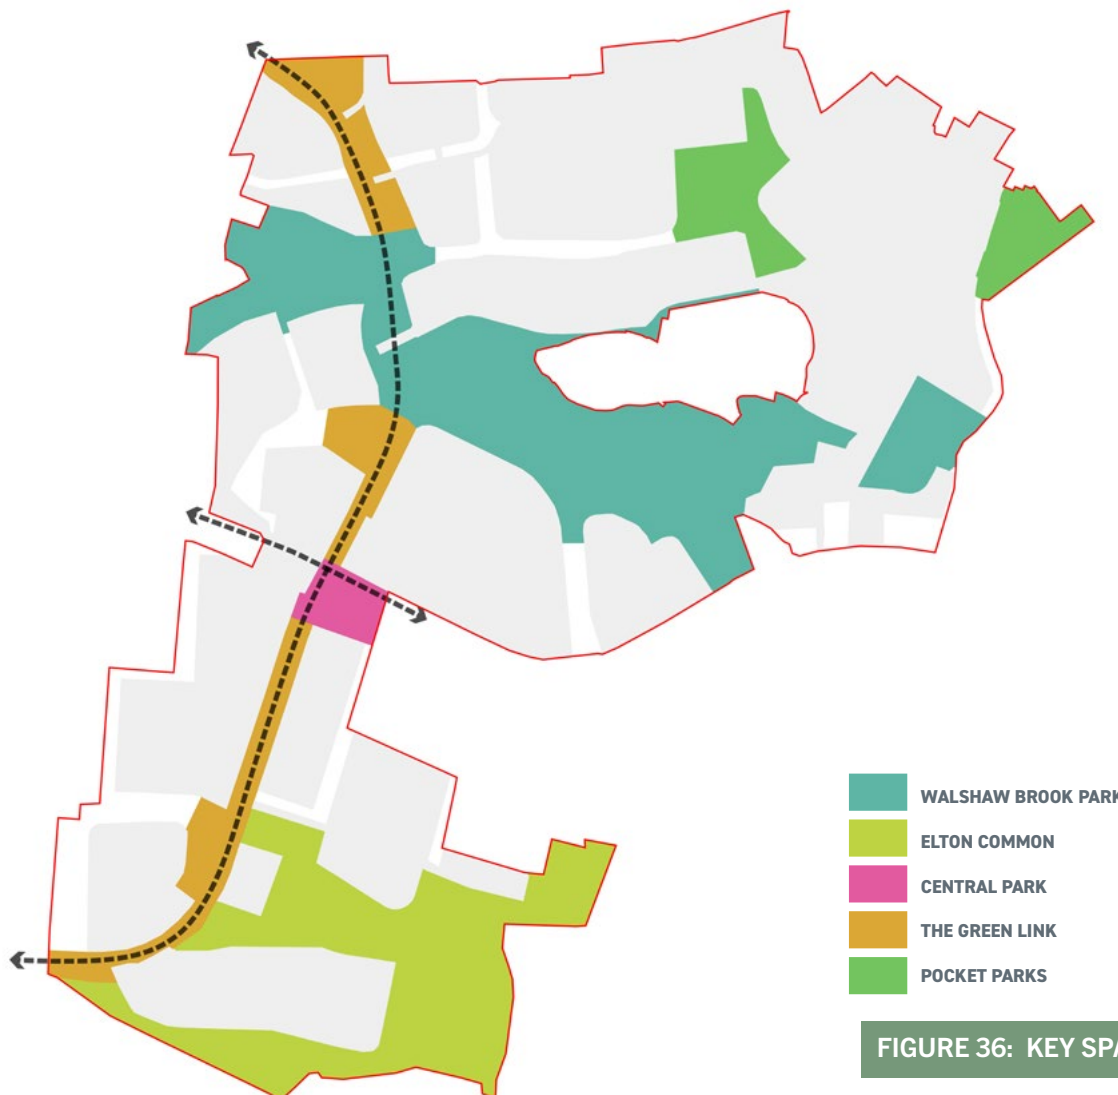 WALSHAW BROOK PARK
ELTON COMMON
CENTRAL PARK
THE GREEN LINK
POCKET PARKS
FIGURE 36: KEY SPA